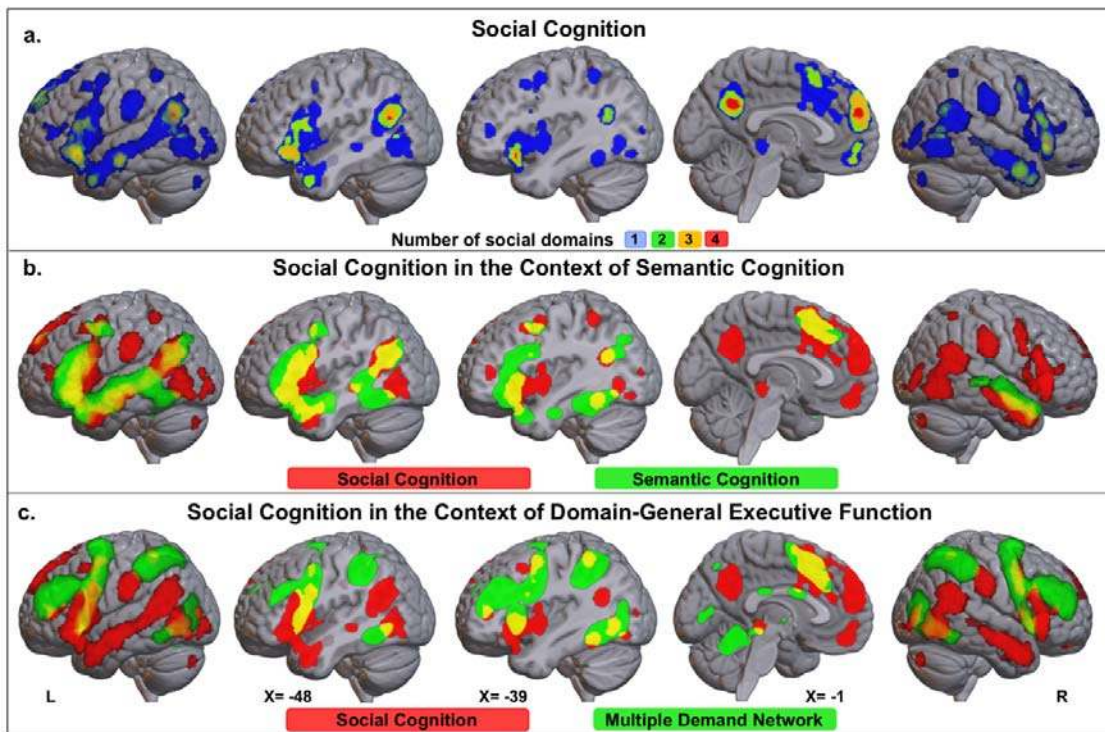 a.
Social Cognition
Number of social domains 1 2 3 4
b.
Social Cognition in the Context of Semantic Cognition
Social Cognition
Semantic Cognition
c.
Social Cognition in the Context of Domain-General Executive Function
L
X= -48
X= -39
X= -1
R
Social Cognition
Multiple Demand Network